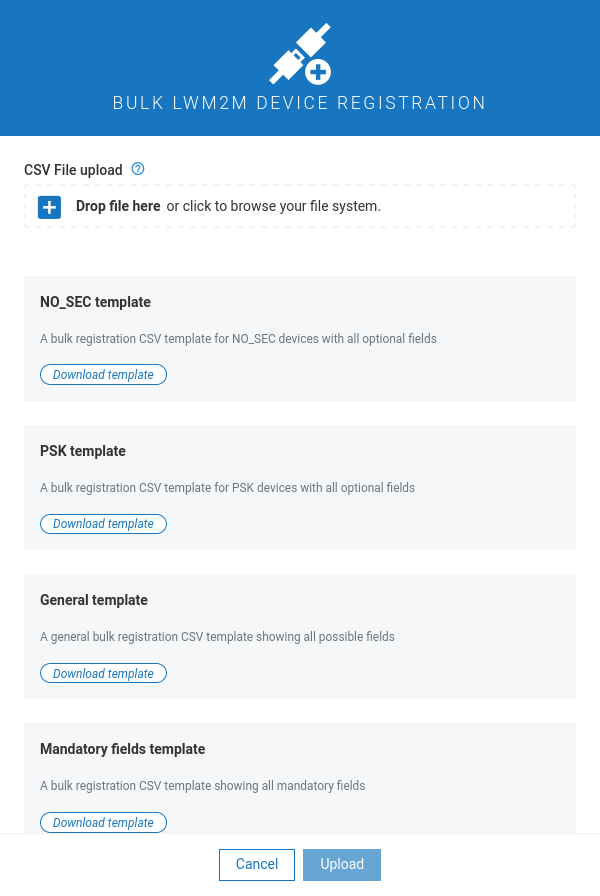 BULK LWM2M DEVICE REGISTRATION
CSV File upload
Drop file here or click to browse your file system.
NO_SEC template
A bulk registration CSV template for NO_SEC devices with all optional fields
Download template
PSK template
A bulk registration CSV template for PSK devices with all optional fields
Download template
General template
A general bulk registration CSV template showing all possible fields
Download template
Mandatory fields template
A bulk registration CSV template showing all mandatory fields
Download template
Cancel Upload